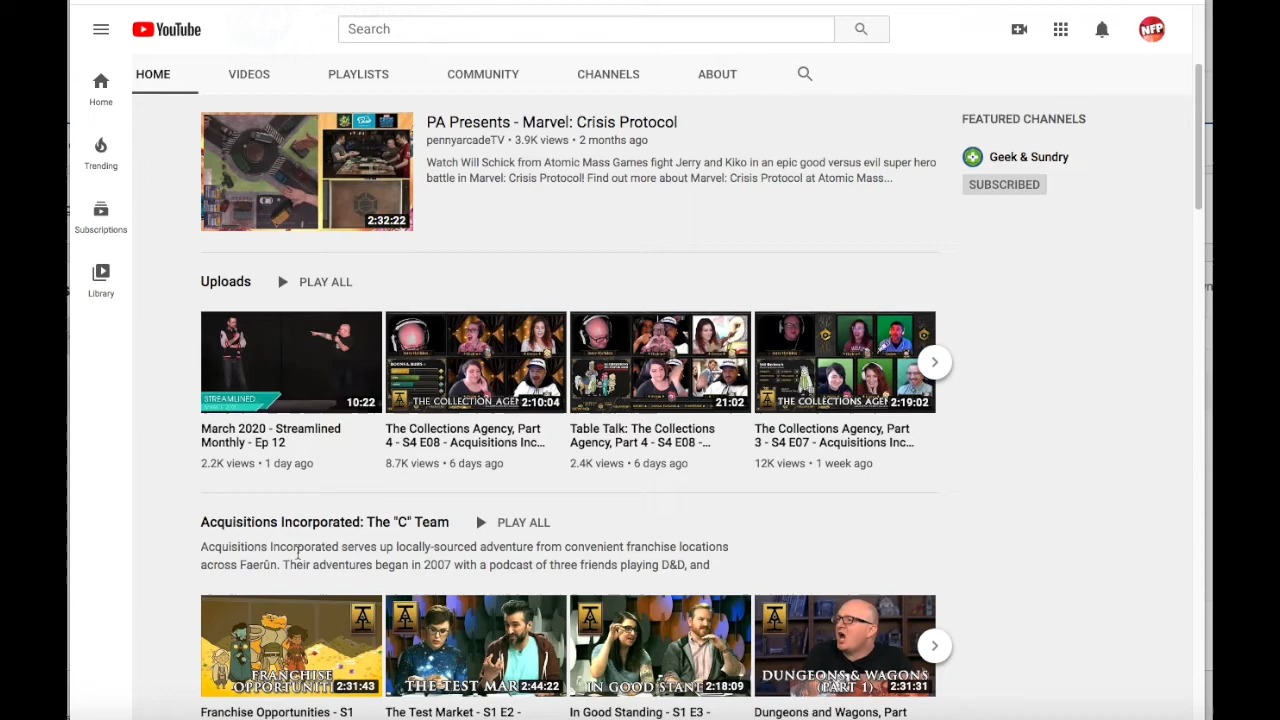 YouTube
Search
NFP
HOME VIDEOS PLAYLISTS COMMUNITY CHANNELS ABOUT
Home
Trending
Subscriptions
Library
2:32:22
PA Presents - Marvel: Crisis Protocol
pennyarcadeTV • 3.9K views • 2 months ago
Watch Will Schick from Atomic Mass Games fight Jerry and Kiko in an epic good versus evil super hero
battle in Marvel: Crisis Protocol! Find out more about Marvel: Crisis Protocol at Atomic Mass...
FEATURED CHANNELS
Geek & Sundry
SUBSCRIBED
Uploads PLAY ALL
STREAMLINED
10:22
March 2020 - Streamlined
Monthly - Ep 12
2.2K views • 1 day ago
THE COLLECTION AGEN
2:10:04
The Collections Agency, Part
4 - S4 E08 - Acquisitions Inc...
8.7K views • 6 days ago
21:02
Table Talk: The Collections
Agency, Part 4 - S4 E08 -...
2.4K views • 6 days ago
THE COLLECTIONS A
2:19:02
The Collections Agency, Part
3 - S4 E07 - Acquisitions Inc...
12K views • 1 week ago
Acquisitions Incorporated: The "C" Team PLAY ALL
Acquisitions Incorporated serves up locally-sourced adventure from convenient franchise locations
across Faerûn. Their adventures began in 2007 with a podcast of three friends playing D&D, and
FRANCHISE
OPPORTUNITI
2:31:43
Franchise Opportunities - S1
THE TEST MAR
2:44:22
The Test Market - S1 E2 -
IN GOOD STAN
2:18:09
In Good Standing - S1 E3 -
DUNGEONS & WAGONS
(PART 1)
2:31:31
Dungeons and Wagons, Part